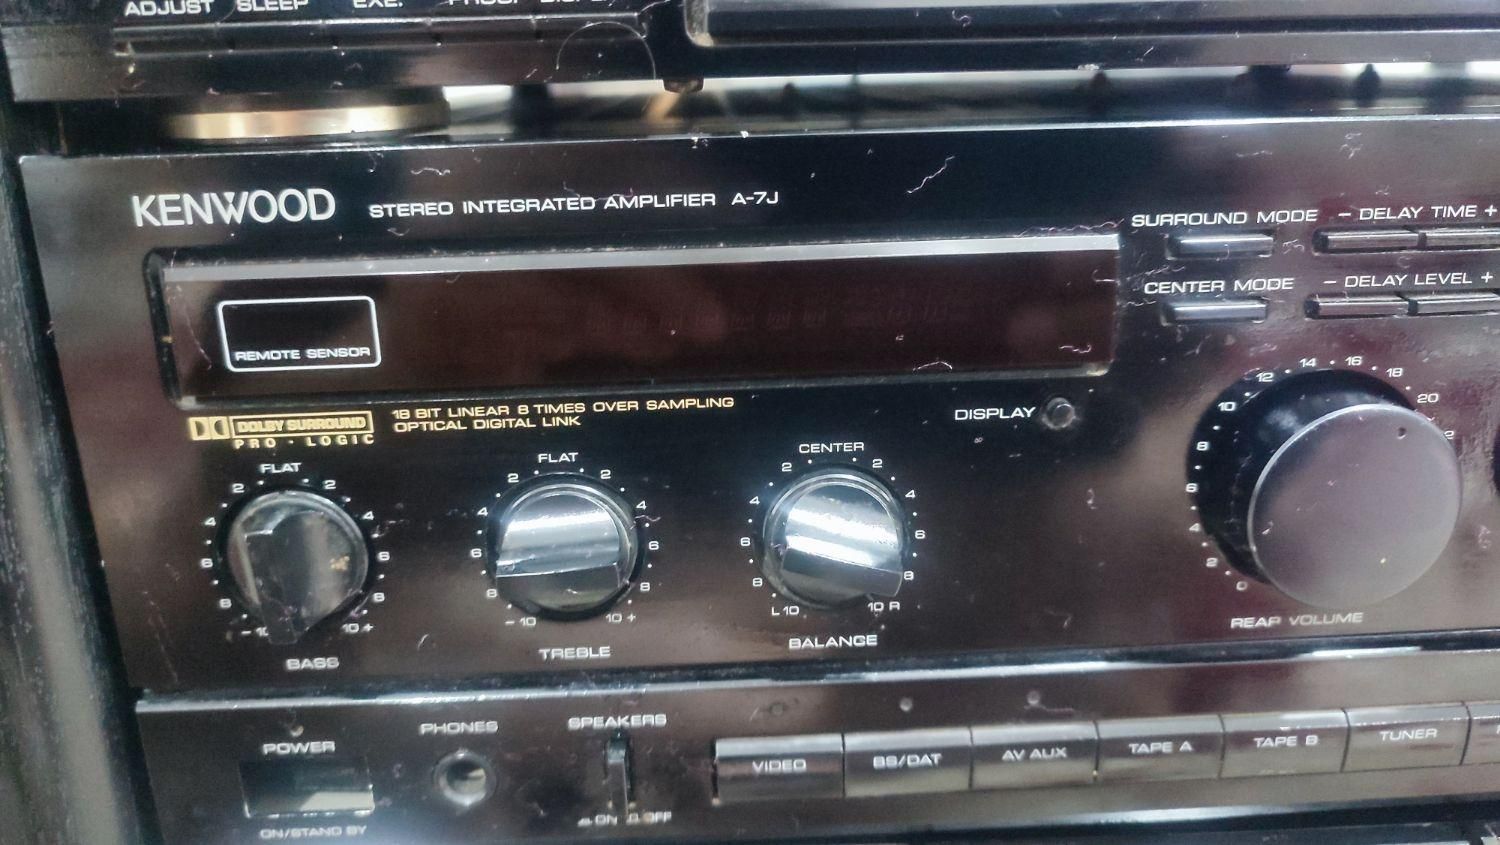 ADJUST SLEEP EXE.
KENWOOD STEREO INTEGRATED AMPLIFIER A-7J
SURROUND MODE - DELAY TIME +
CENTER MODE - DELAY LEVEL +
REMOTE SENSOR
DOLBY SURROUND
PRO · LOGIC
18 BIT LINEAR 8 TIMES OVER SAMPLING
OPTICAL DIGITAL LINK
DISPLAY
FLAT
2 2
4 4
6 6
8 8
- 10 10 +
BASS
FLAT
2 2
4 4
6 6
8 8
- 10 10 +
TREBLE
CENTER
2 2
4 4
6 6
8 8
L 10 10 R
BALANCE
0 2 4 6 8 10 12 14 16 18 20
REAR VOLUME
POWER
ON/STAND BY
PHONES
SPEAKERS
ON OFF
VIDEO BS/DAT AV AUX TAPE A TAPE B TUNER